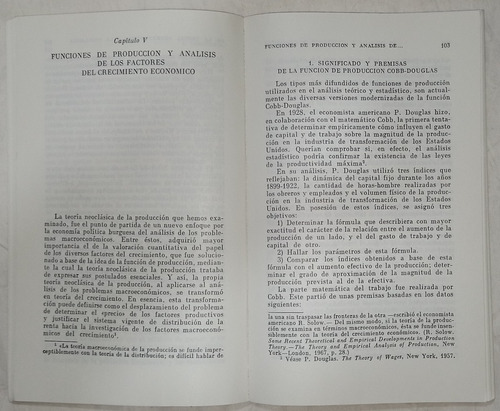 Capítulo V
FUNCIONES DE PRODUCCION Y ANALISIS
DE LOS FACTORES
DEL CRECIMIENTO ECONOMICO
La teoría neoclásica de la producción que hemos exa-
minado, fue el punto de partida de un nuevo enfoque por
la economía política burguesa del análisis de los pro-
blemas macroeconómicos. Entre éstos, adquirió mayor
importancia el de la valoración cuantitativa del papel
de los diversos factores del crecimiento, que fue solucio-
nado a base de la idea de la función de producción, median-
te la cual la teoría neoclásica de la producción trataba
de expresar sus postulados esenciales. Y así, la propia
teoría neoclásica de la producción, al aplicarse al aná-
lisis de los problemas macroeconómicos, se transformó
en teoría del crecimiento. En esencia, esta transforma-
ción puede definirse como el desplazamiento del problema
de determinar el «precio» de los factores productivos
y justificar el sistema vigente de distribución de la
renta hacia la investigación de los factores macroeconó-
micos del crecimiento¹.
¹ «La teoría macroeconómica de la producción se funde imper-
ceptiblemente con la teoría de la distribución; es difícil hablar de
FUNCIONES DE PRODUCCION Y ANALISIS DE... 103
1. SIGNIFICADO Y PREMISAS
DE LA FUNCION DE PRODUCCION COBB-DOUGLAS
Los tipos más difundidos de funciones de producción
utilizados en el análisis teórico y estadístico, son actual-
mente las diversas versiones modernizadas de la función
Cobb-Douglas.
En 1928, el economista americano P. Douglas hizo,
en colaboración con el matemático Cobb, la primera tenta-
tiva de determinar empíricamente cómo influyen el gasto
de capital y trabajo sobre la magnitud de la producción
en la industria de transformación de los Estados
Unidos. Querían comprobar si, en efecto, el análisis
estadístico podría confirmar la existencia de las leyes
de la productividad máxima².
En su análisis, P. Douglas utilizó tres índices que
reflejaban: la dinámica del capital fijo durante los años
1899-1922, la cantidad de horas-hombre realizadas por
los obreros y empleados y el volumen físico de la produc-
ción en la industria de transformación de los Estados
Unidos. En posesión de estos índices, se asignó tres
objetivos:
1) Determinar la fórmula que describiera con mayor
exactitud el carácter de la relación entre el aumento de la
producción de un lado, y el del gasto de trabajo y de
capital de otro.
2) Hallar los parámetros de esta fórmula.
3) Comparar los índices obtenidos a base de esta
fórmula con el aumento efectivo de la producción; deter-
minar el grado de aproximación de la magnitud de la
producción prevista al de la efectiva.
La parte matemática del trabajo fue realizada por
Cobb. Este partió de unas premisas basadas en los datos
siguientes:
la una sin traspasar las fronteras de la otra —escribió el economista
americano R. Solow.— Del mismo modo, si la teoría de la producción
se examina en términos macroeconómicos, ésta se funde insen-
siblemente con la teoría del crecimiento económico». (R. Solow.
Some Recent Theoretical and Empirical Developments in Production
Theory.—The Theory and Empirical Analysis of Production, New
York—London, 1967, p. 28.)
² Véase P. Douglas. The Theory of Wages, New York, 1957.